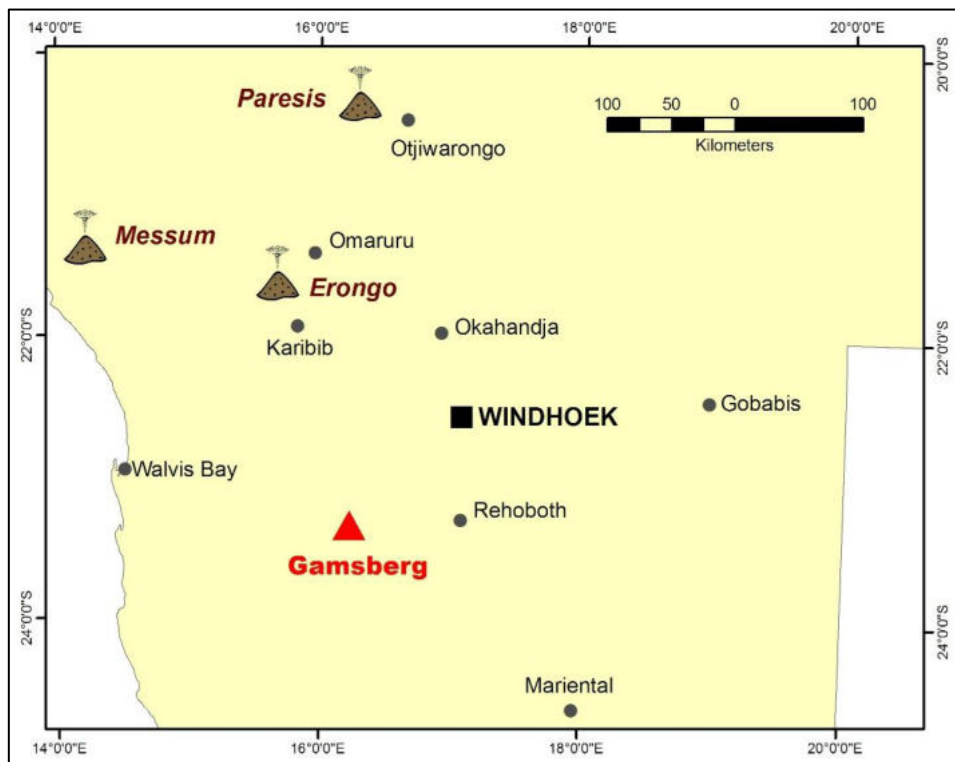 14°0'0"E 16°0'0"E 18°0'0"E 20°0'0"E
20°0'0"S
Paresis
Otjiwarongo
100 50 0 100
Kilometers
Messum
Omaruru
Erongo
Karibib
Okahandja
22°0'0"S
22°0'0"S
WINDHOEK
Gobabis
Walvis Bay
Rehoboth
Gamsberg
24°0'0"S
24°0'0"S
Mariental
14°0'0"E 16°0'0"E 18°0'0"E 20°0'0"E